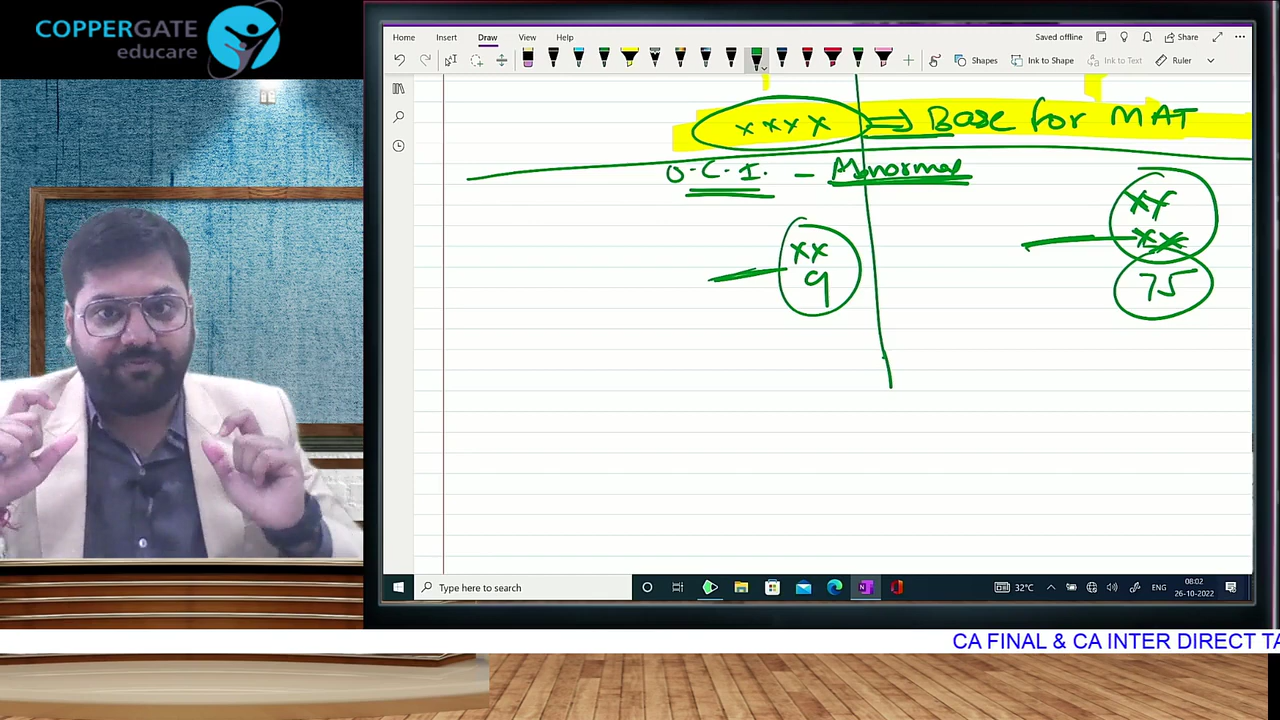 COPPERGATE
educare
Home Insert Draw View Help
Saved offline Share
Shapes Ink to Shape Ink to Text Ruler
xxxx => Base for MAT
O.C.I. - Abnormal
xx
9
xx
xx
75
Type here to search
32°C ENG
08:02
26-10-2022
CA FINAL & CA INTER DIRECT TA